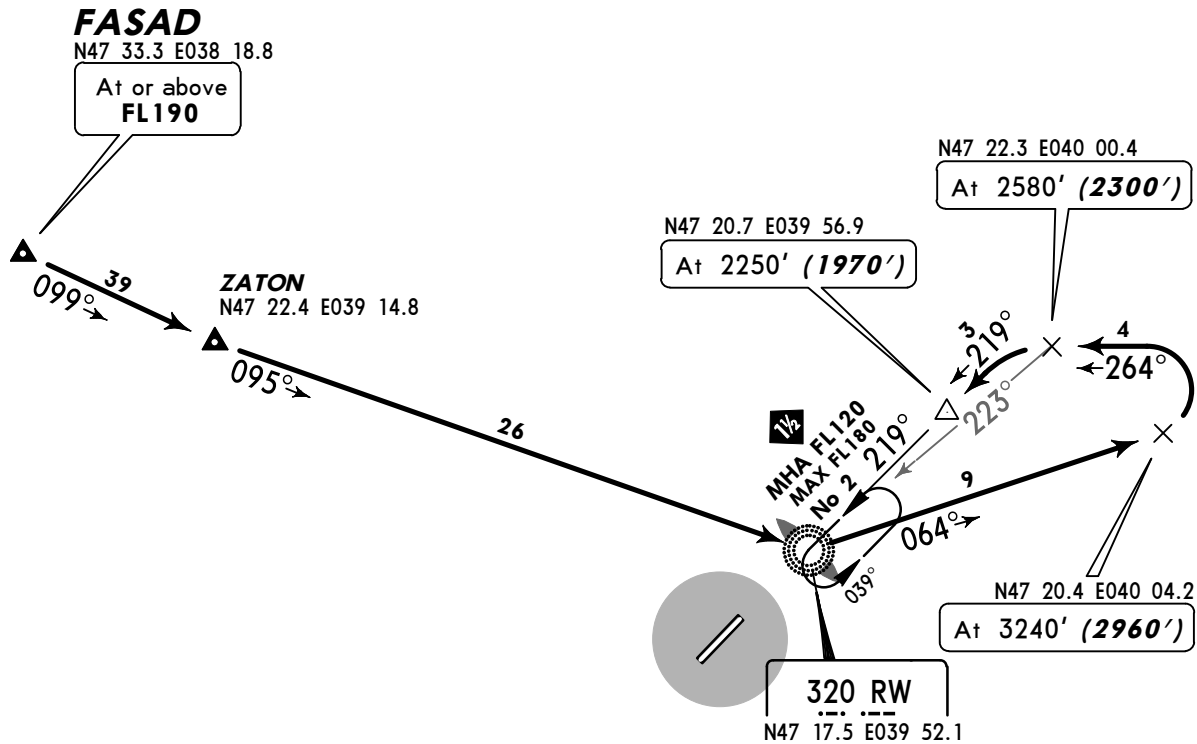 FASAD
N47 33.3 E038 18.8
At or above
FL190
099°
39
ZATON
N47 22.4 E039 14.8
095°
26
N47 22.3 E040 00.4
At 2580' (2300')
N47 20.7 E039 56.9
At 2250' (1970')
3
219°
4
264°
223°
1½
MHA FL120
MAX FL180
No 2
219°
9
064°
039°
N47 20.4 E040 04.2
At 3240' (2960')
320 RW
N47 17.5 E039 52.1